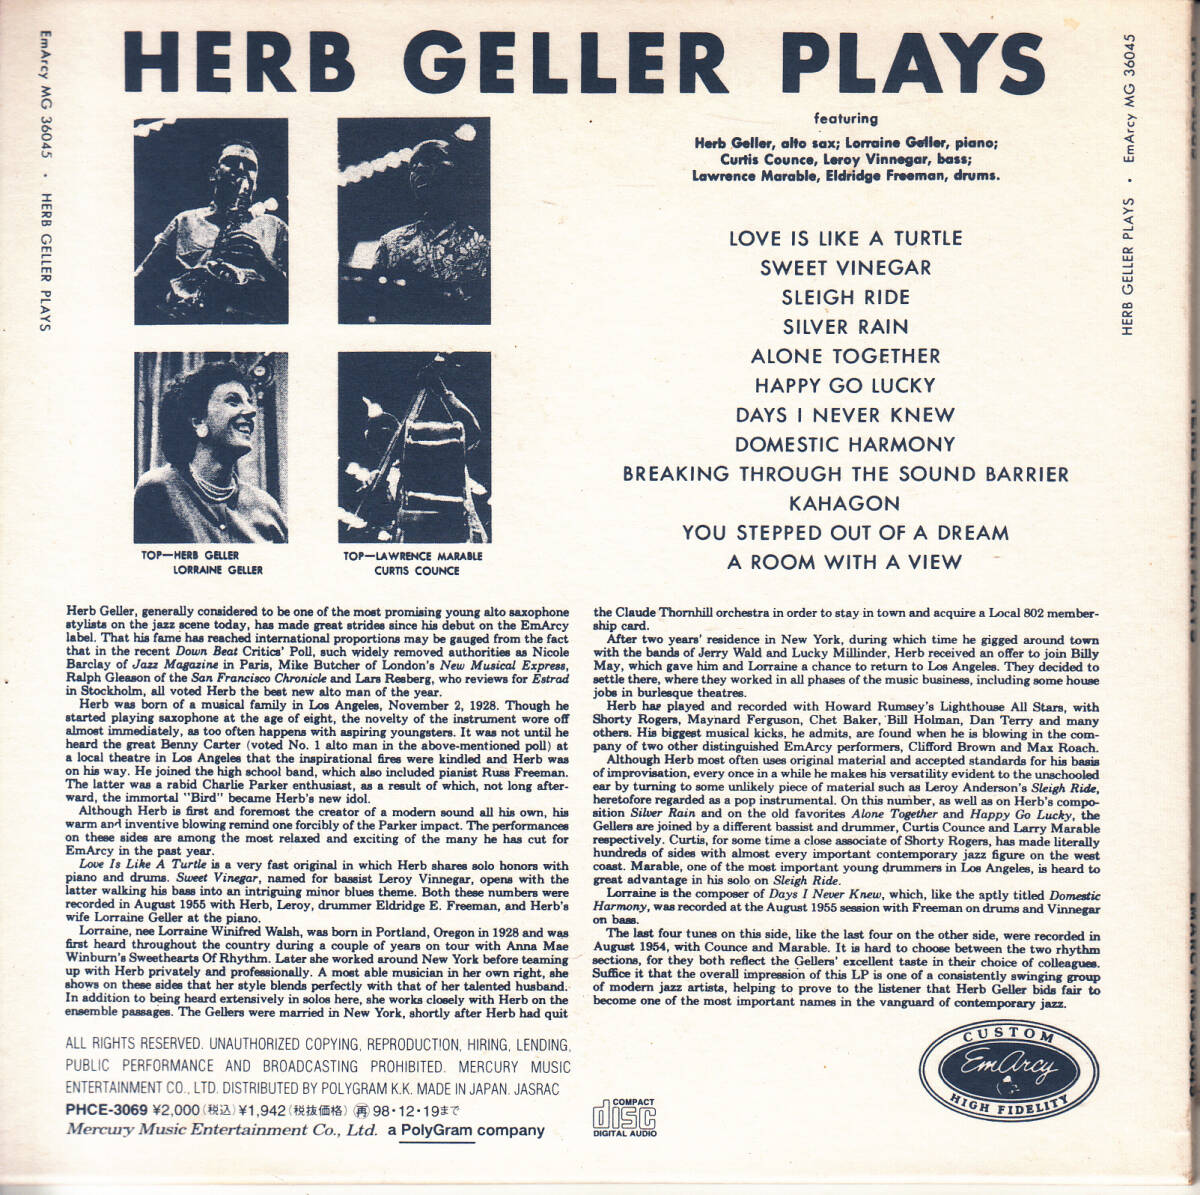 HERB GELLER PLAYS
EmArcy MG 36045 • HERB GELLER PLAYS
HERB GELLER PLAYS • EmArcy MG 36045
featuring
Herb Geller, alto sax; Lorraine Geller, piano;
Curtis Counce, Leroy Vinnegar, bass;
Lawrence Marable, Eldridge Freeman, drums.
LOVE IS LIKE A TURTLE
SWEET VINEGAR
SLEIGH RIDE
SILVER RAIN
ALONE TOGETHER
HAPPY GO LUCKY
DAYS I NEVER KNEW
DOMESTIC HARMONY
BREAKING THROUGH THE SOUND BARRIER
KAHAGON
YOU STEPPED OUT OF A DREAM
A ROOM WITH A VIEW
TOP—HERB GELLER
LORRAINE GELLER
TOP—LAWRENCE MARABLE
CURTIS COUNCE
Herb Geller, generally considered to be one of the most promising young alto saxophone
stylists on the jazz scene today, has made great strides since his debut on the EmArcy
label. That his fame has reached international proportions may be gauged from the fact
that in the recent Down Beat Critics' Poll, such widely removed authorities as Nicole
Barclay of Jazz Magazine in Paris, Mike Butcher of London's New Musical Express,
Ralph Gleason of the San Francisco Chronicle and Lars Resberg, who reviews for Estrad
in Stockholm, all voted Herb the best new alto man of the year.
Herb was born of a musical family in Los Angeles, November 2, 1928. Though he
started playing saxophone at the age of eight, the novelty of the instrument wore off
almost immediately, as too often happens with aspiring youngsters. It was not until he
heard the great Benny Carter (voted No. 1 alto man in the above-mentioned poll) at
a local theatre in Los Angeles that the inspirational fires were kindled and Herb was
on his way. He joined the high school band, which also included pianist Russ Freeman.
The latter was a rabid Charlie Parker enthusiast, as a result of which, not long after-
ward, the immortal "Bird" became Herb's new idol.
Although Herb is first and foremost the creator of a modern sound all his own, his
warm and inventive blowing remind one forcibly of the Parker impact. The performances
on these sides are among the most relaxed and exciting of the many he has cut for
EmArcy in the past year.
Love Is Like A Turtle is a very fast original in which Herb shares solo honors with
piano and drums. Sweet Vinegar, named for bassist Leroy Vinnegar, opens with the
latter walking his bass into an intriguing minor blues theme. Both these numbers were
recorded in August 1955 with Herb, Leroy, drummer Eldridge E. Freeman, and Herb's
wife Lorraine Geller at the piano.
Lorraine, nee Lorraine Winifred Walsh, was born in Portland, Oregon in 1928 and was
first heard throughout the country during a couple of years on tour with Anna Mae
Winburn's Sweethearts Of Rhythm. Later she worked around New York before teaming
up with Herb privately and professionally. A most able musician in her own right, she
shows on these sides that her style blends perfectly with that of her talented husband.
In addition to being heard extensively in solos here, she works closely with Herb on the
ensemble passages. The Gellers were married in New York, shortly after Herb had quit
the Claude Thornhill orchestra in order to stay in town and acquire a Local 802 member-
ship card.
After two years' residence in New York, during which time he gigged around town
with the bands of Jerry Wald and Lucky Millinder, Herb received an offer to join Billy
May, which gave him and Lorraine a chance to return to Los Angeles. They decided to
settle there, where they worked in all phases of the music business, including some house
jobs in burlesque theatres.
Herb has played and recorded with Howard Rumsey's Lighthouse All Stars, with
Shorty Rogers, Maynard Ferguson, Chet Baker, Bill Holman, Dan Terry and many
others. His biggest musical kicks, he admits, are found when he is blowing in the com-
pany of two other distinguished EmArcy performers, Clifford Brown and Max Roach.
Although Herb most often uses original material and accepted standards for his basis
of improvisation, every once in a while he makes his versatility evident to the unschooled
ear by turning to some unlikely piece of material such as Leroy Anderson's Sleigh Ride,
heretofore regarded as a pop instrumental. On this number, as well as on Herb's compo-
sition Silver Rain and on the old favorites Alone Together and Happy Go Lucky, the
Gellers are joined by a different bassist and drummer, Curtis Counce and Larry Marable
respectively. Curtis, for some time a close associate of Shorty Rogers, has made literally
hundreds of sides with almost every important contemporary jazz figure on the west
coast. Marable, one of the most important young drummers in Los Angeles, is heard to
great advantage in his solo on Sleigh Ride.
Lorraine is the composer of Days I Never Knew, which, like the aptly titled Domestic
Harmony, was recorded at the August 1955 session with Freeman on drums and Vinnegar
on bass.
The last four tunes on this side, like the last four on the other side, were recorded in
August 1954, with Counce and Marable. It is hard to choose between the two rhythm
sections, for they both reflect the Gellers' excellent taste in their choice of colleagues.
Suffice it that the overall impression of this LP is one of a consistently swinging group
of modern jazz artists, helping to prove to the listener that Herb Geller bids fair to
become one of the most important names in the vanguard of contemporary jazz.
ALL RIGHTS RESERVED. UNAUTHORIZED COPYING, REPRODUCTION, HIRING, LENDING,
PUBLIC PERFORMANCE AND BROADCASTING PROHIBITED. MERCURY MUSIC
ENTERTAINMENT CO., LTD. DISTRIBUTED BY POLYGRAM K.K. MADE IN JAPAN. JASRAC
PHCE-3069 ¥2,000(税込)¥1,942(税抜価格)㊞再 98・12・19まで
Mercury Music Entertainment Co., Ltd. a PolyGram company
COMPACT
disc
DIGITAL AUDIO
CUSTOM
EmArcy
HIGH FIDELITY